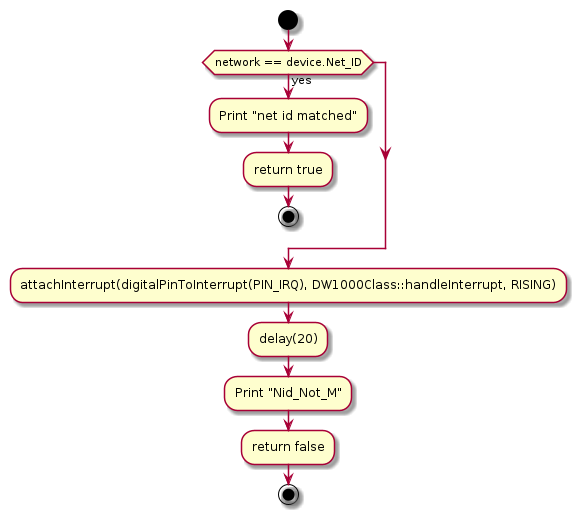 network == device.Net_ID
yes
Print "net id matched"
return true
attachInterrupt(digitalPinToInterrupt(PIN_IRQ), DW1000Class::handleInterrupt, RISING)
delay(20)
Print "Nid_Not_M"
return false